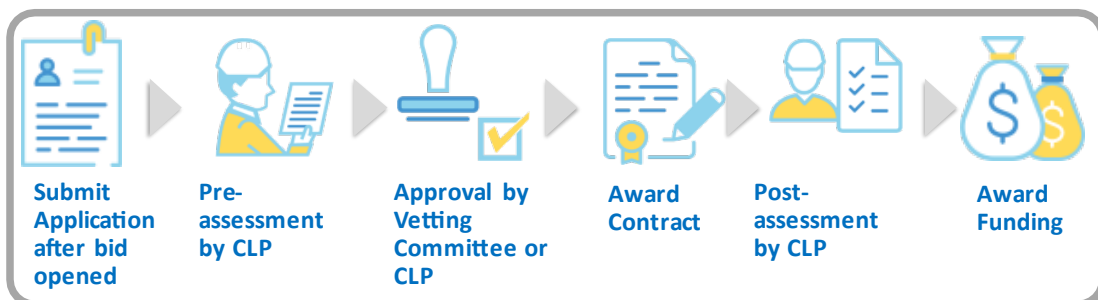 Submit
Application
after bid
opened
Pre-
assessment
by CLP
Approval by
Vetting
Committee or
CLP
Award
Contract
Post-
assessment
by CLP
Award
Funding
$
$